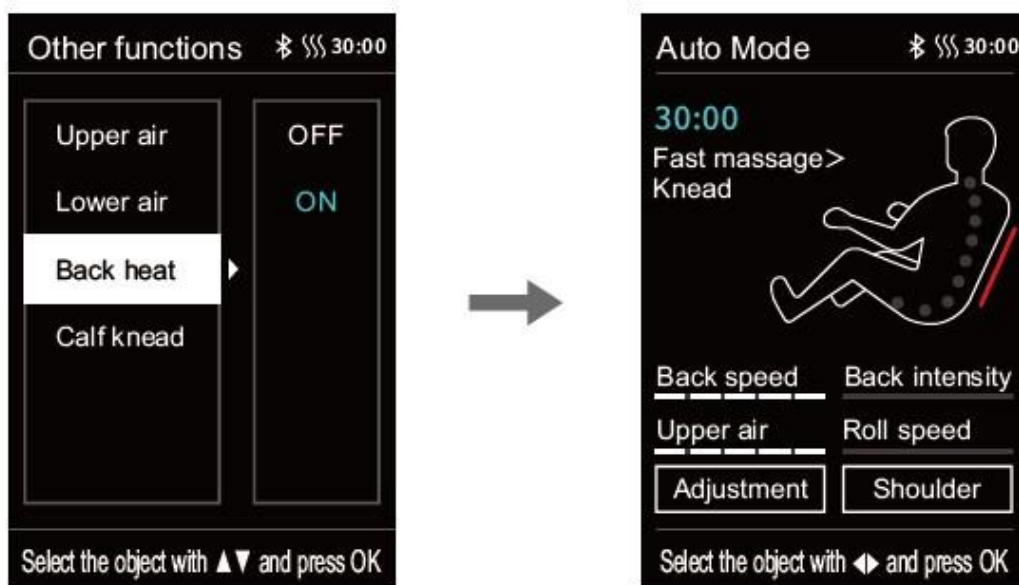 Other functions 30:00
Upper air OFF
Lower air ON
Back heat
Calf knead
Select the object with ▲▼ and press OK
Auto Mode 30:00
30:00
Fast massage>
Knead
Back speed Back intensity
Upper air Roll speed
Adjustment Shoulder
Select the object with ◀▶ and press OK